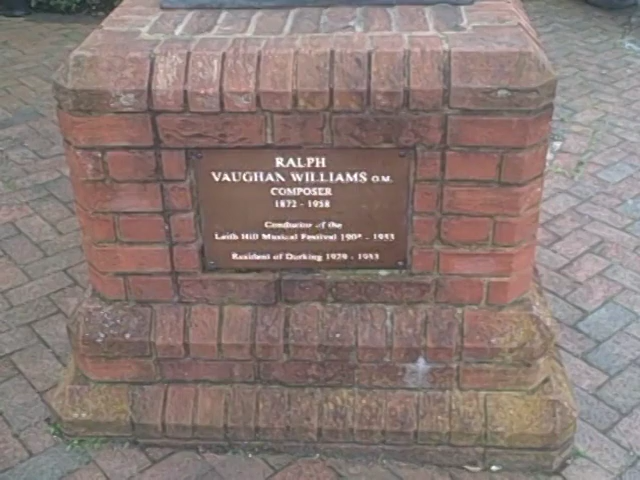 RALPH
VAUGHAN WILLIAMS O.M.
COMPOSER
1872 - 1958
Conductor of the
Leith Hill Musical Festival 1905 - 1953
Resident of Dorking 1929 - 1953